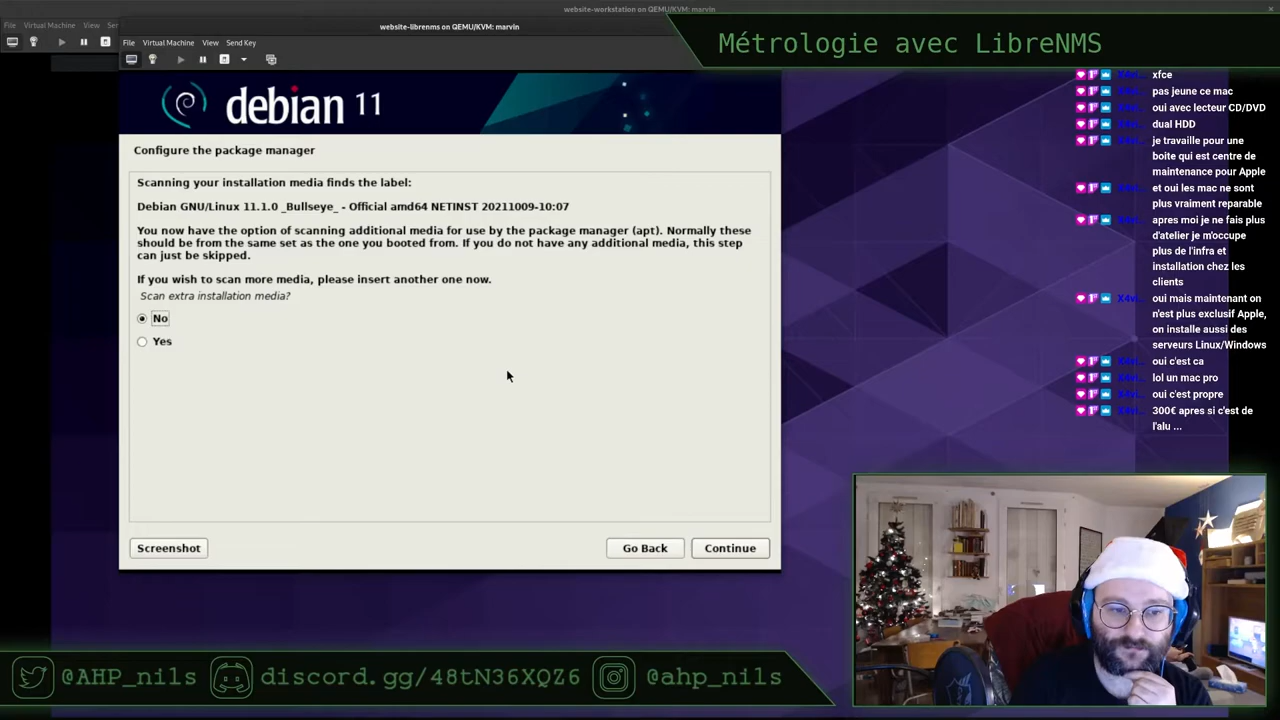 website-workstation on QEMU/KVM: marvin
File Virtual Machine View
website-librenms on QEMU/KVM: marvin
File Virtual Machine View Send Key
Métrologie avec LibreNMS
debian 11
Configure the package manager
Scanning your installation media finds the label:
Debian GNU/Linux 11.1.0 _Bullseye_ - Official amd64 NETINST 20211009-10:07
You now have the option of scanning additional media for use by the package manager (apt). Normally these
should be from the same set as the one you booted from. If you do not have any additional media, this step
can just be skipped.
If you wish to scan more media, please insert another one now.
Scan extra installation media?
No
Yes
Screenshot
Go Back
Continue
xfce
pas jeune ce mac
oui avec lecteur CD/DVD
dual HDD
je travaille pour une
boite qui est centre de
maintenance pour Apple
et oui les mac ne sont
plus vraiment reparable
apres moi je ne fais plus
d'atelier je m'occupe
plus de l'infra et
installation chez les
clients
oui mais maintenant on
n'est plus exclusif Apple,
on installe aussi des
serveurs Linux/Windows
oui c'est ca
lol un mac pro
oui c'est propre
300€ apres si c'est de
l'alu ...
@AHP_nils
discord.gg/48tN36XQZ6
@ahp_nils